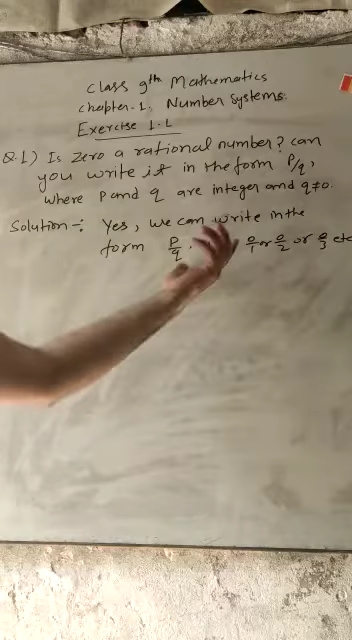 class 9th Mathematics
chapter-1, Number Systems.
Exercise 1.1
Q.1) Is zero a rational number? can
you write it in the form P/q,
where p and q are integer and q≠0.
Solution:- Yes, we can write in the
form P/q. 0/1 or 0/2 or 0/3 etc